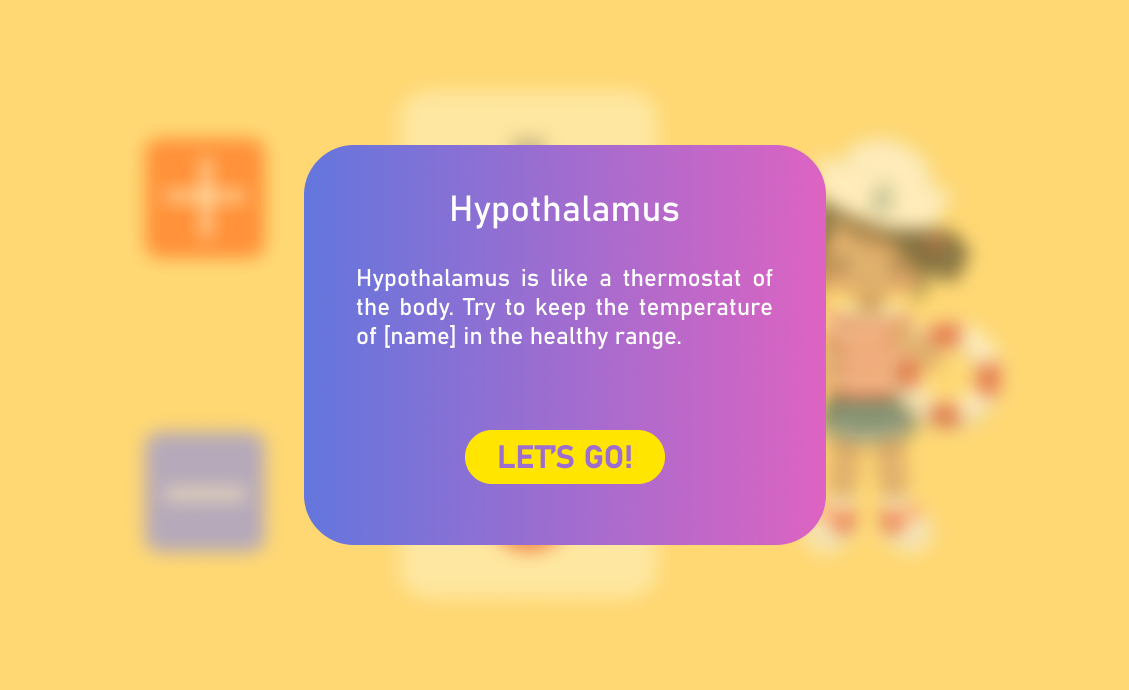 Hypothalamus
Hypothalamus is like a thermostat of
the body. Try to keep the temperature
of [name] in the healthy range.
LET'S GO!